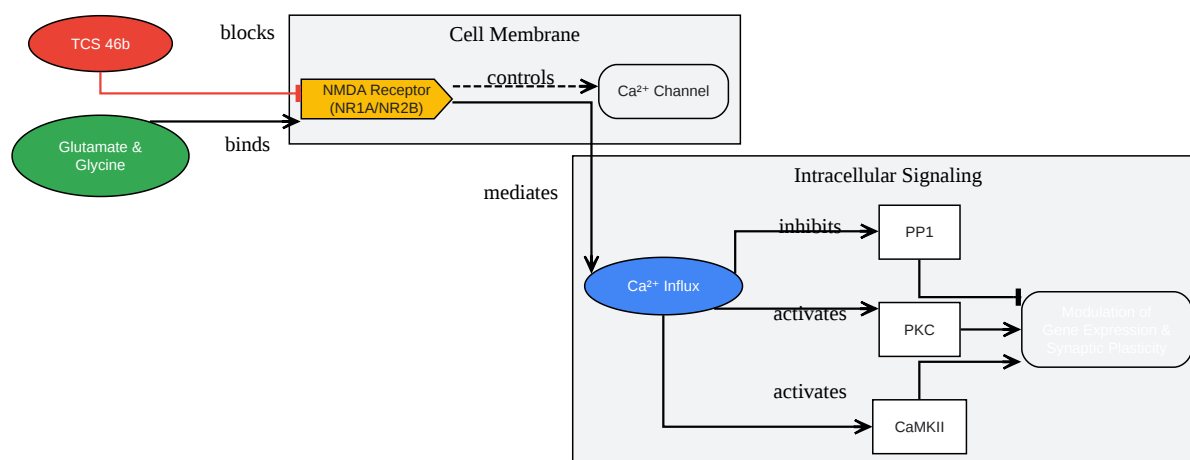 TCS 46b
blocks
Cell Membrane
NMDA Receptor
(NR1A/NR2B)
controls
Ca²⁺ Channel
Glutamate &
Glycine
binds
mediates
Intracellular Signaling
inhibits
PP1
Ca²⁺ Influx
activates
PKC
Modulation of
Gene Expression &
Synaptic Plasticity
activates
CaMKII